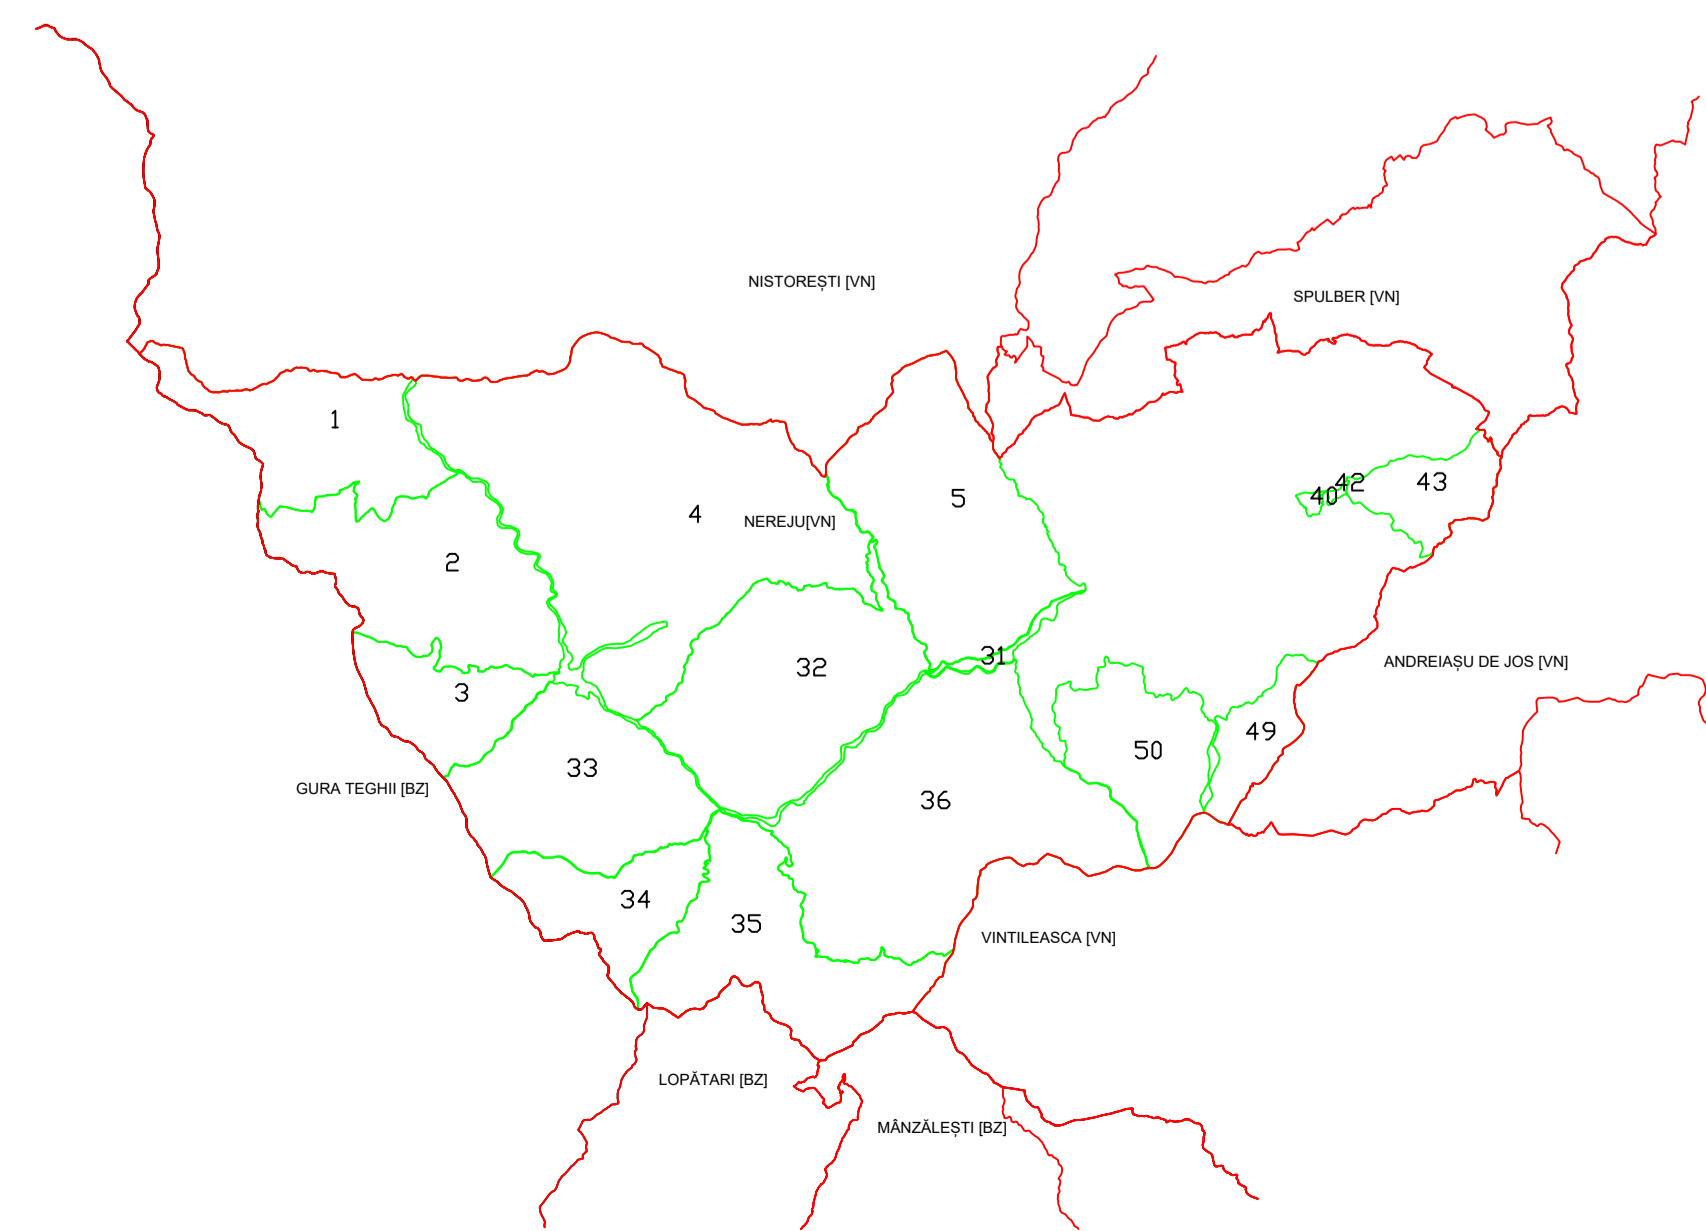 NISTOREȘTI [VN]
SPULBER [VN]
1
40
42
43
5
4
NEREJU[VN]
2
31
32
ANDREIAȘU DE JOS [VN]
3
49
50
33
GURA TEGHII [BZ]
36
34
35
VINTILEASCA [VN]
LOPĂTARI [BZ]
MÂNZĂLEȘTI [BZ]